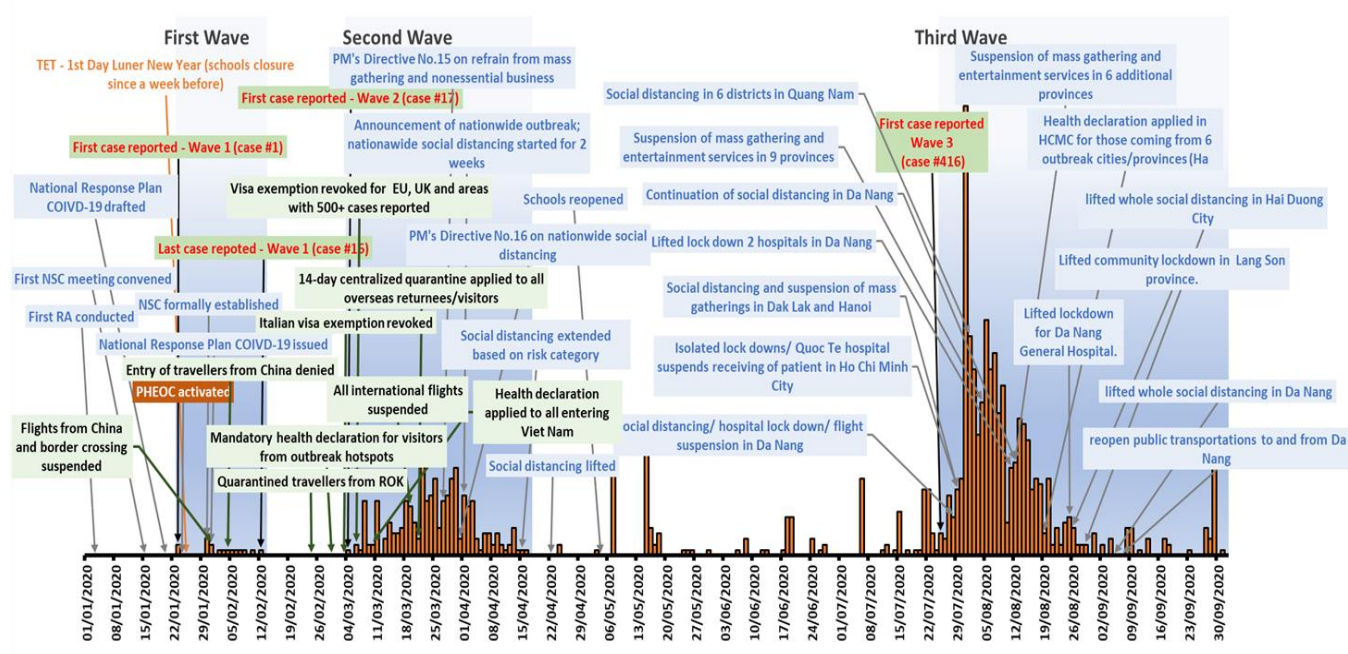 First Wave
Second Wave
Third Wave
TET - 1st Day Luner New Year (schools closure
since a week before)
PM's Directive No.15 on refrain from mass
gathering and nonessential business
First case reported - Wave 2 (case #17)
Announcement of nationwide outbreak;
nationawide social distancing started for 2
weeks
First case reported - Wave 1 (case #1)
National Response Plan
COIVD-19 drafted
Visa exemption revoked for EU, UK and areas
with 500+ cases reported
Schools reopened
Last case repoted - Wave 1 (case #16)
PM's Directive No.16 on nationwide social
distancing
First NSC meeting convened
14-day centralized quarantine applied to all
overseas returnees/visitors
NSC formally established
First RA conducted
Italian visa exemption revoked
National Response Plan COIVD-19 issued
Social distancing extended
based on risk category
Entry of travellers from China denied
PHEOC activated
All international flights
suspended
Health declaration
applied to all entering
Viet Nam
Flights from China
and border crossing
suspended
Mandatory health declaration for visitors
from outbreak hotspots
Social distancing lifted
Quarantined travellers from ROK
Social distancing in 6 districts in Quang Nam
Suspension of mass gathering and
entertainment services in 9 provinces
Continuation of social distancing in Da Nang
Lifted lock down 2 hospitals in Da Nang
Social distancing and suspension of mass
gatherings in Dak Lak and Hanoi
Isolated lock downs/ Quoc Te hospital
suspends receiving of patient in Ho Chi Minh
City
ocial distancing/ hospital lock down/ flight
suspension in Da Nang
First case reported
Wave 3
(case #416)
Suspension of mass gathering and
entertainment services in 6 additional
provinces
Health declaration applied in
HCMC for those coming from 6
outbreak cities/provinces (Ha
lifted whole social distancing in Hai Duong
City
Lifted community lockdown in Lang Son
province.
Lifted lockdown
for Da Nang
General Hospital.
lifted whole social distancing in Da Nang
reopen public transportations to and from Da
Nang
01/01/2020
08/01/2020
15/01/2020
22/01/2020
29/01/2020
05/02/2020
12/02/2020
19/02/2020
26/02/2020
04/03/2020
11/03/2020
18/03/2020
25/03/2020
01/04/2020
08/04/2020
15/04/2020
22/04/2020
29/04/2020
06/05/2020
13/05/2020
20/05/2020
27/05/2020
03/06/2020
10/06/2020
17/06/2020
24/06/2020
01/07/2020
08/07/2020
15/07/2020
22/07/2020
29/07/2020
05/08/2020
12/08/2020
19/08/2020
26/08/2020
02/09/2020
09/09/2020
16/09/2020
23/09/2020
30/09/2020